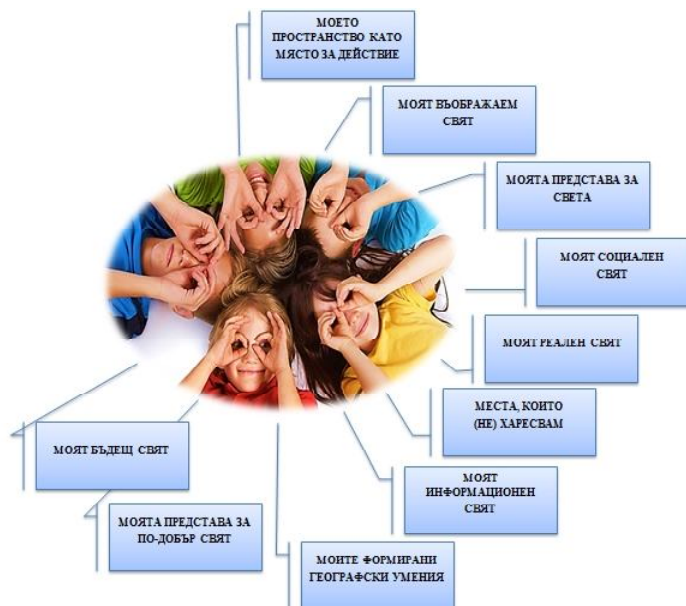 МОЕТО
ПРОСТРАНСТВО КАТО
МЯСТО ЗА ДЕЙСТВИЕ
МОЯТ ВЪОБРАЖАЕМ
СВЯТ
МОЯТА ПРЕДСТАВА ЗА
СВЕТА
МОЯТ СОЦИАЛЕН
СВЯТ
МОЯТ РЕАЛЕН СВЯТ
МЕСТА, КОИТО
(НЕ) ХАРЕСВАМ
МОЯТ
ИНФОРМАЦИОНЕН
СВЯТ
МОИТЕ ФОРМИРАНИ
ГЕОГРАФСКИ УМЕНИЯ
МОЯТА ПРЕДСТАВА ЗА
ПО-ДОБЪР СВЯТ
МОЯТ БЪДЕЩ СВЯТ